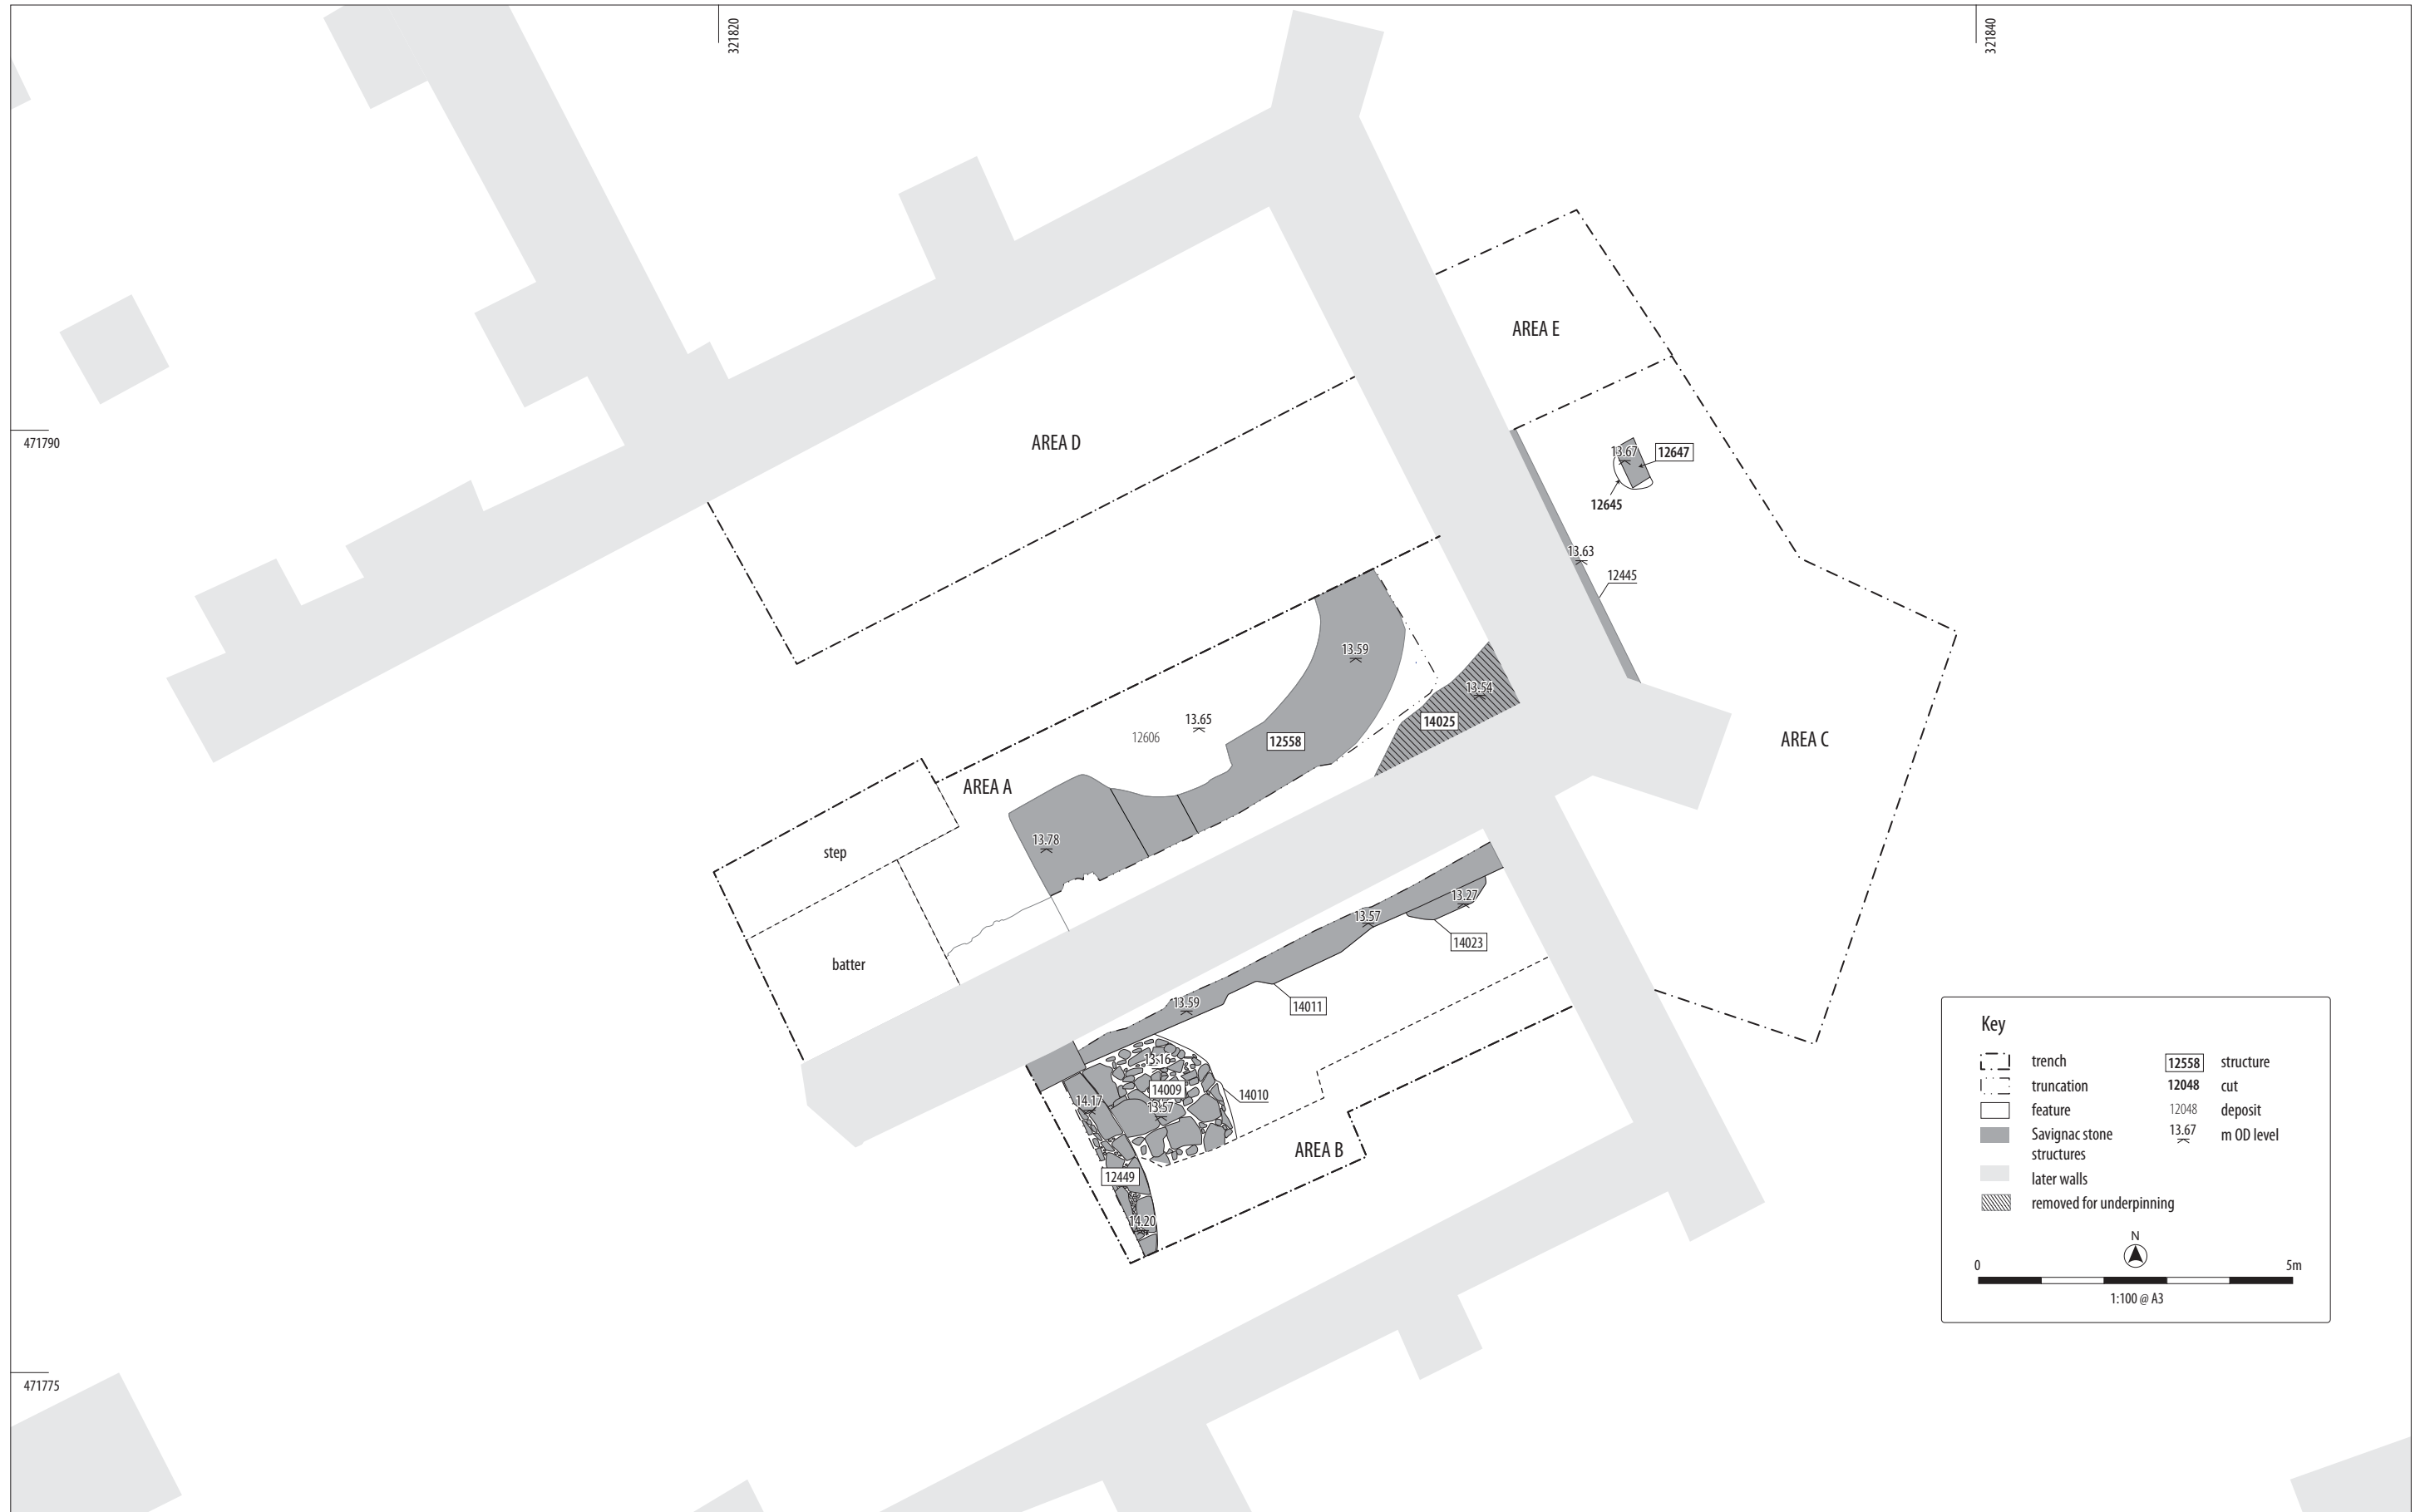 321820
321840
AREA E
471790
AREA D
13.67
12647
12645
13.63
12445
13.59
13.54
13.65
14025
12606
12558
AREA C
AREA A
13.78
step
13.27
13.57
14023
batter
13.59
14011
13.16
14009
14010
14.17
13.57
AREA B
12449
14.20
471775
Key
trench
12558 structure
truncation
12048 cut
feature
12048 deposit
Savignac stone
structures
13.67 m OD level
later walls
removed for underpinning
N
0 5m
1:100 @ A3